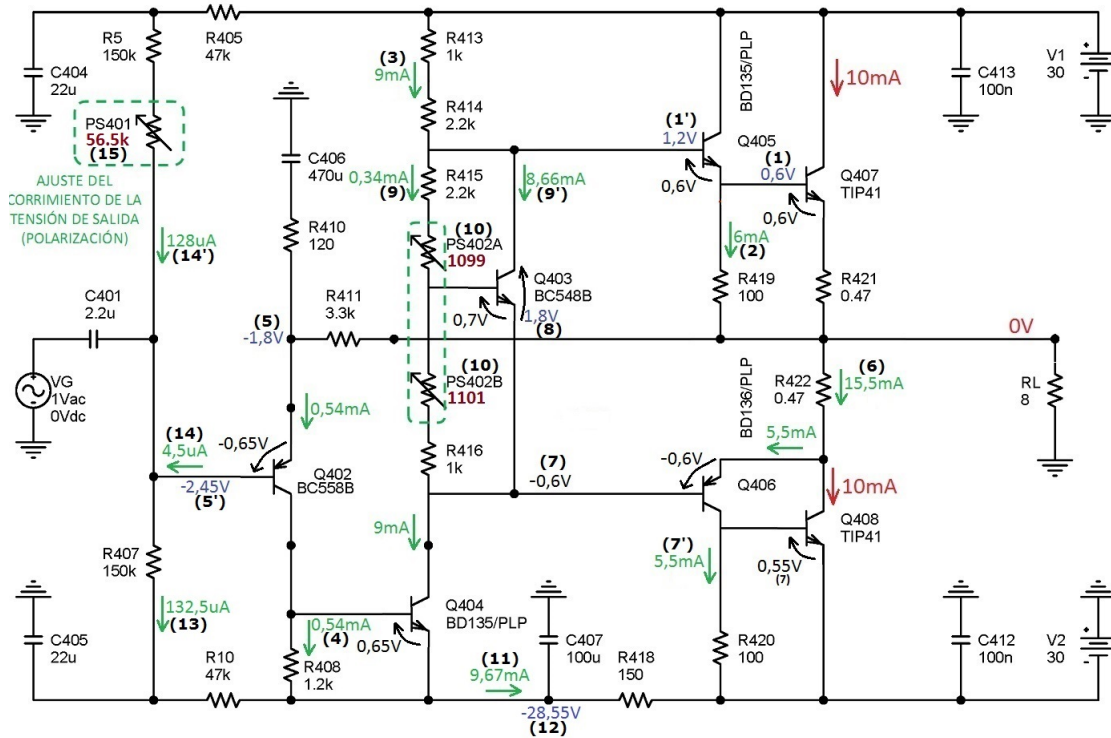 R5
150k
R405
47k
C404
22u
PS401
56.5k
(15)
AJUSTE DEL
CORRIMIENTO DE LA
TENSIÓN DE SALIDA
(POLARIZACIÓN)
128uA
(14')
C401
2.2u
VG
1Vac
0Vdc
(14)
4,5uA
-2,45V
(5')
R407
150k
132,5uA
(13)
C405
22u
R10
47k
C406
470u
R410
120
R411
3.3k
(5)
-1,8V
0,54mA
-0,65V
Q402
BC558B
0,54mA
(4)
R408
1.2k
R413
1k
(3)
9mA
R414
2.2k
0,34mA
(9)
R415
2.2k
8,66mA
(9')
(10)
PS402A
1099
Q403
BC548B
0,7V
1,8V
(8)
(10)
PS402B
1101
R416
1k
(7)
-0,6V
9mA
Q404
BD135/PLP
0,65V
(11)
9,67mA
C407
100u
-28,55V
(12)
R418
150
BD135/PLP
(1')
1,2V
Q405
0,6V
(1)
0,6V
Q407
TIP41
0,6V
10mA
6mA
(2)
R419
100
R421
0.47
C413
100n
V1
30
0V
R422
0.47
(6)
15,5mA
RL
8
BD136/PLP
5,5mA
-0,6V
Q406
10mA
Q408
TIP41
(7')
5,5mA
0,55V
(7)
R420
100
C412
100n
V2
30